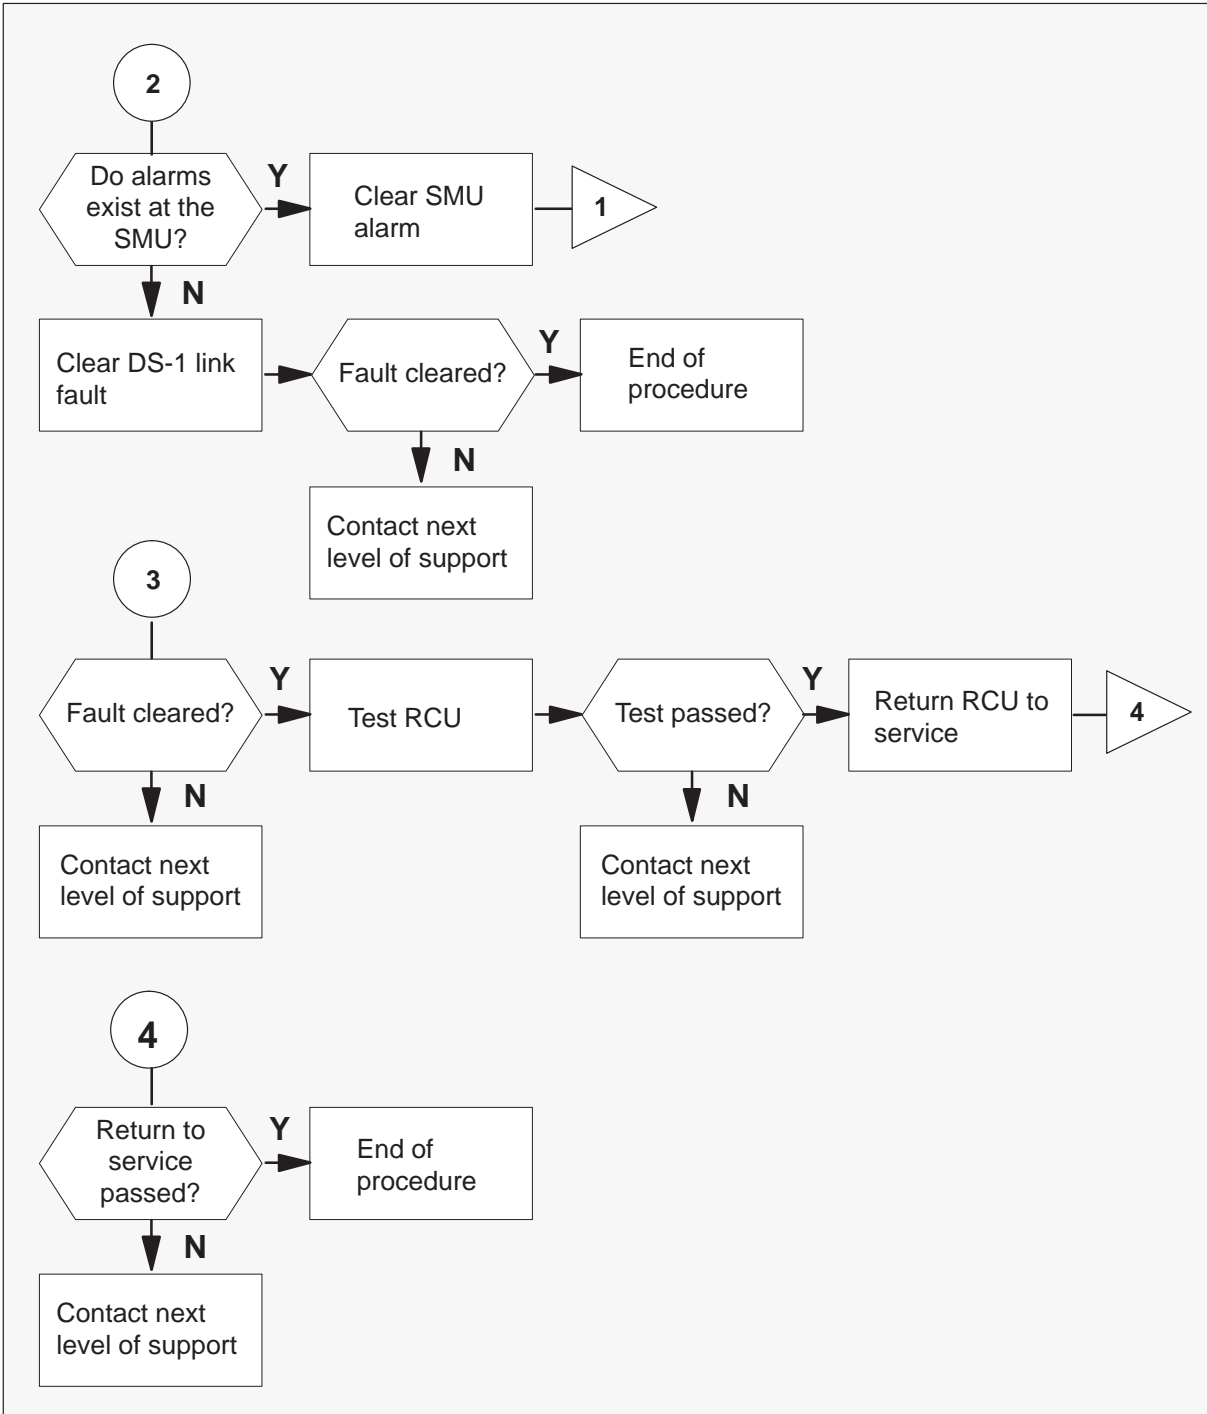 2
Do alarms
exist at the
SMU?
Y
Clear SMU
alarm
1
N
Clear DS-1 link
fault
Fault cleared?
Y
End of
procedure
N
Contact next
level of support
3
Fault cleared?
Y
Test RCU
Test passed?
Y
Return RCU to
service
4
N
Contact next
level of support
N
Contact next
level of support
4
Return to
service
passed?
Y
End of
procedure
N
Contact next
level of support